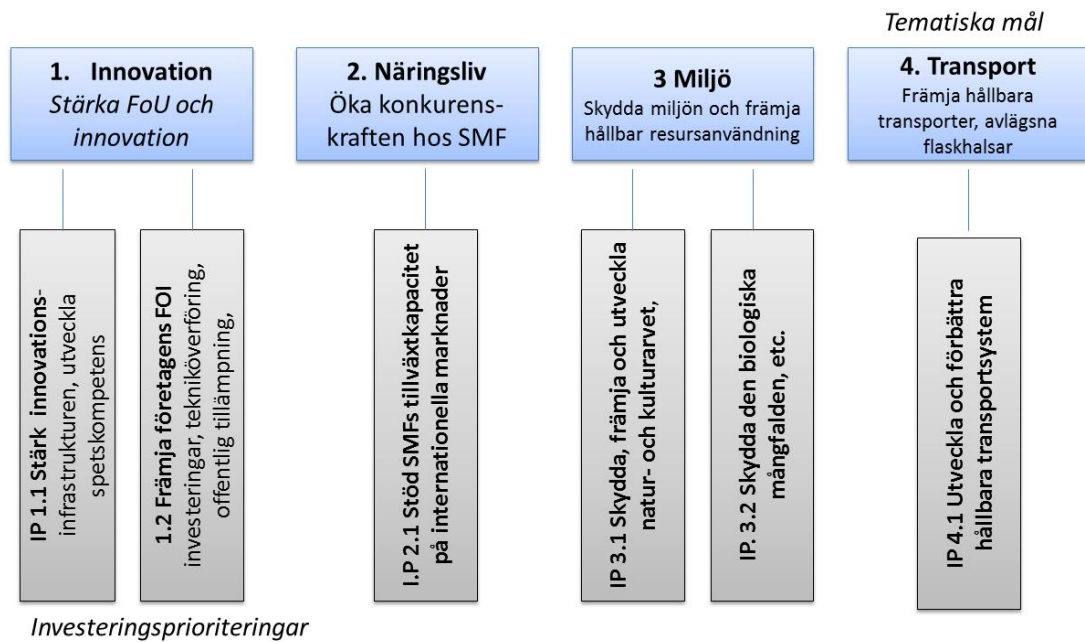 Tematiska mål
1. Innovation
Stärka FoU och
innovation
2. Näringsliv
Öka konkurens-
kraften hos SMF
3 Miljö
Skydda miljön och främja
hållbar resursanvändning
4. Transport
Främja hållbara
transporter, avlägsna
flaskhalsar
IP 1.1 Stärk innovations-
infrastrukturen, utveckla
spetskompetens
1.2 Främja företagens FOI
investeringar, tekniköverföring,
offentlig tillämpning,
I.P 2.1 Stöd SMFs tillväxtkapacitet
på internationella marknader
IP 3.1 Skydda, främja och utveckla
natur- och kulturarvet,
IP. 3.2 Skydda den biologiska
mångfalden, etc.
IP 4.1 Utveckla och förbättra
hållbara transportsystem
Investeringsprioriteringar